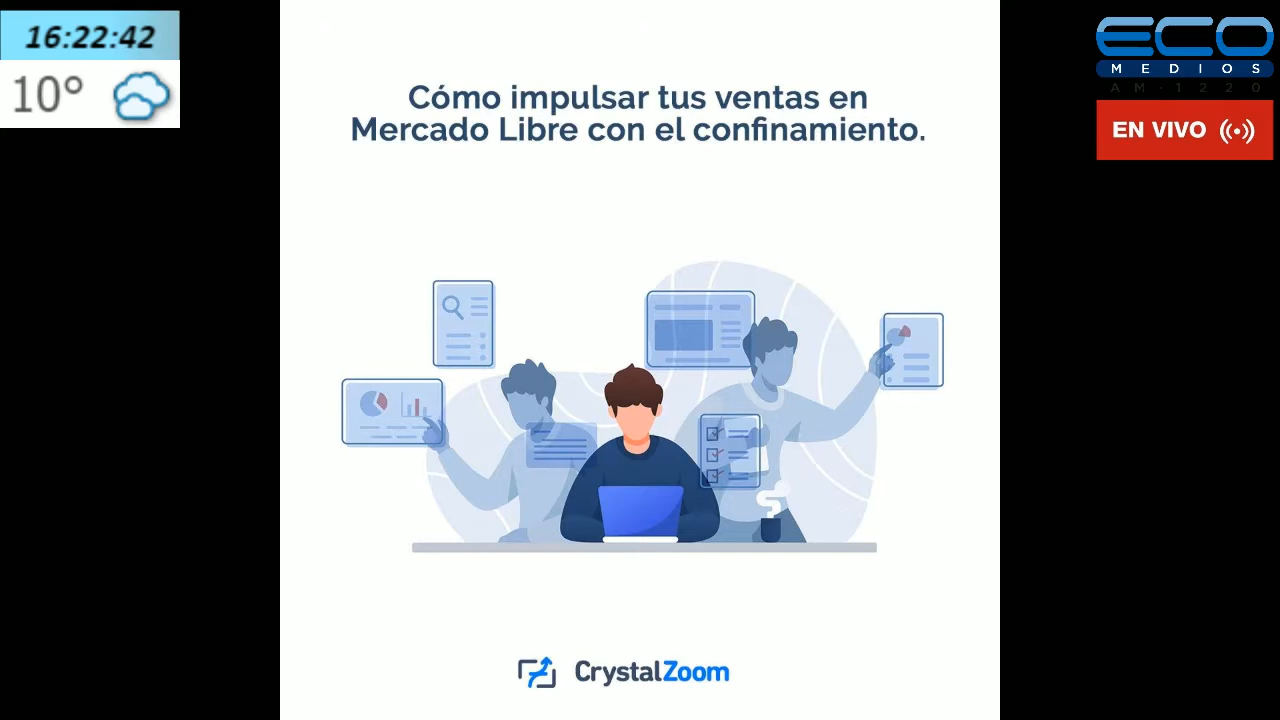 16:22:42
10°
Cómo impulsar tus ventas en
Mercado Libre con el confinamiento.
ECO
MEDIOS
AM·1220
EN VIVO
CrystalZoom